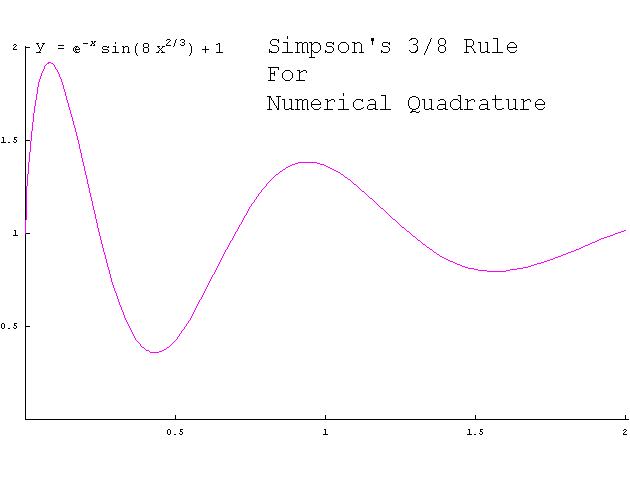 y = e^{-x} sin(8 x^{2/3}) + 1
Simpson's 3/8 Rule
For
Numerical Quadrature
2
1.5
1
0.5
0.5
1
1.5
2